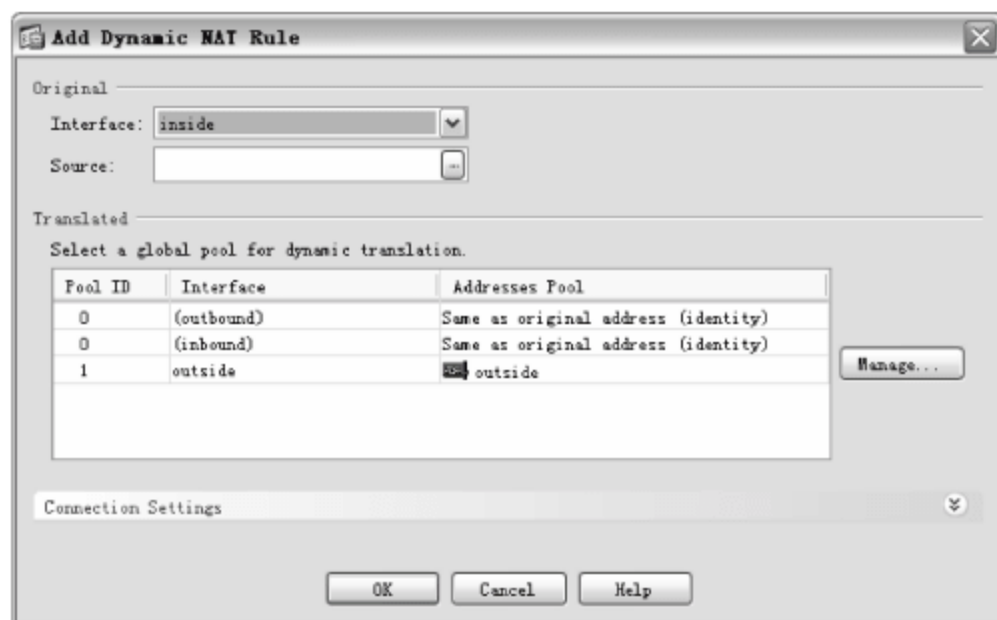 Add Dynamic NAT Rule
Original
Interface: inside
Source: ...
Translated
Select a global pool for dynamic translation.
Pool ID Interface Addresses Pool
0 (outbound) Same as original address (identity)
0 (inbound) Same as original address (identity)
1 outside outside
Manage...
Connection Settings
OK Cancel Help